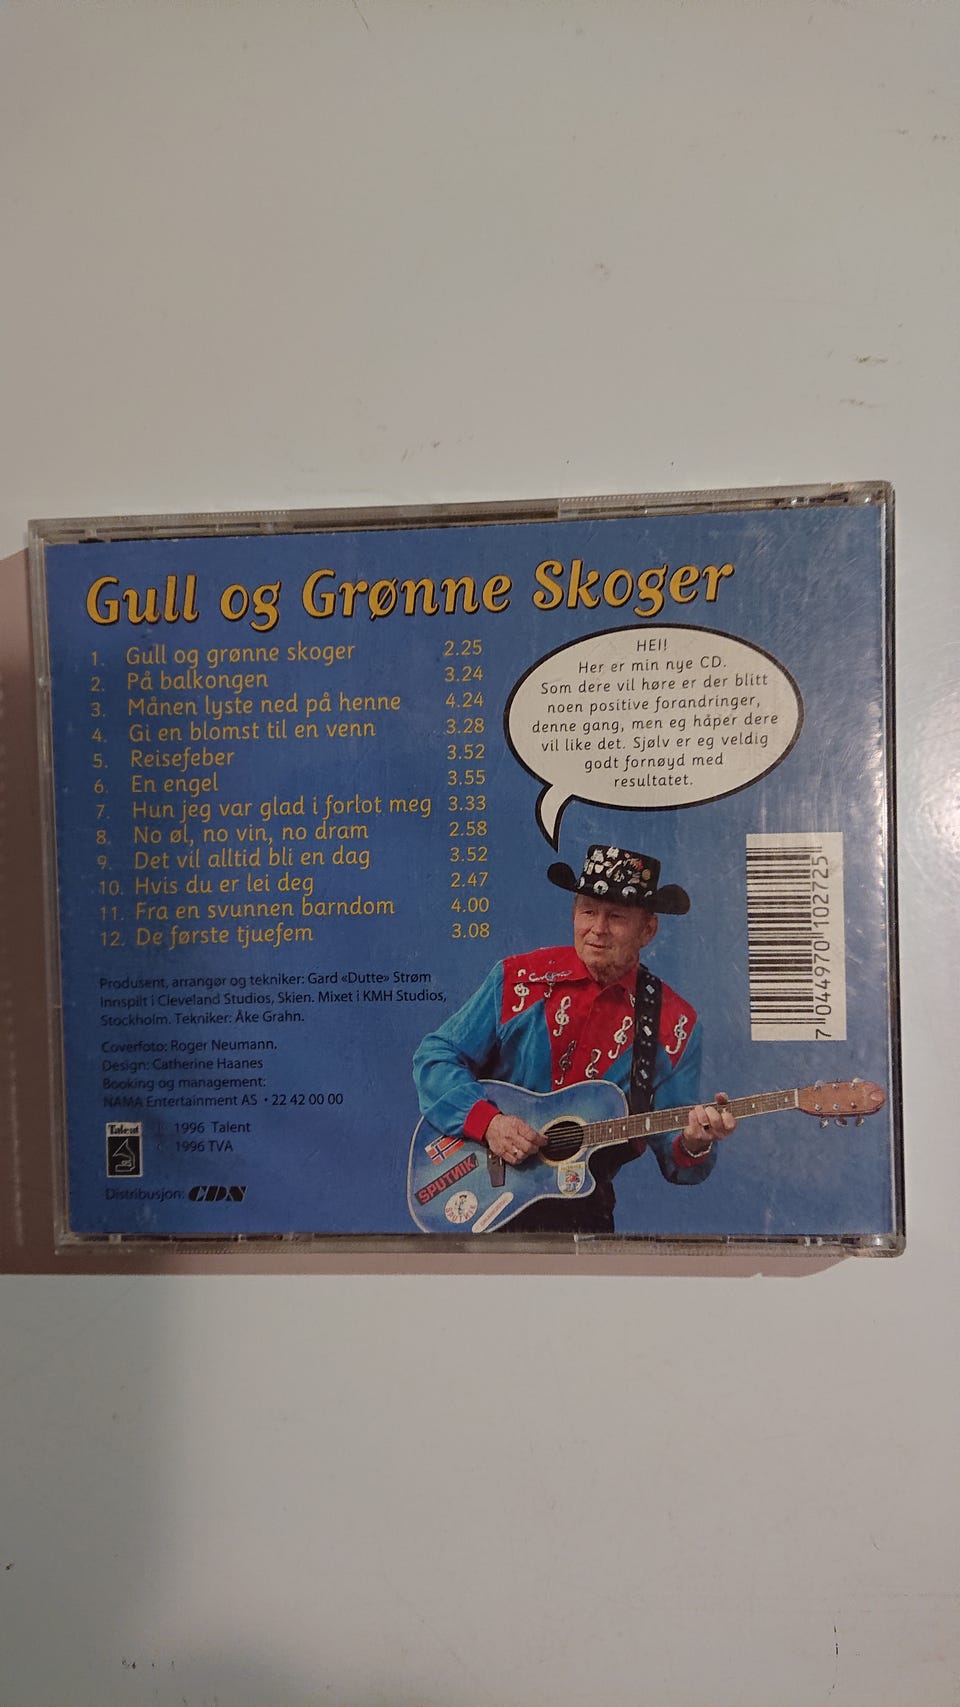 Gull og Grønne Skoger
1. Gull og grønne skoger 2.25
2. På balkongen 3.24
3. Månen lyste ned på henne 4.24
4. Gi en blomst til en venn 3.28
5. Reisefeber 3.52
6. En engel 3.55
7. Hun jeg var glad i forlot meg 3.33
8. No øl, no vin, no dram 2.58
9. Det vil alltid bli en dag 3.52
10. Hvis du er lei deg 2.47
11. Fra en svunnen barndom 4.00
12. De første tjuefem 3.08
HEI!
Her er min nye CD.
Som dere vil høre er der blitt
noen positive forandringer,
denne gang, men eg håper dere
vil like det. Sjølv er eg veldig
godt fornøyd med
resultatet.
Produsent, arrangør og tekniker: Gard «Dutte» Strøm
Innspilt i Cleveland Studios, Skien. Mixet i KMH Studios,
Stockholm. Tekniker: Åke Grahn.
Coverfoto: Roger Neumann.
Design: Catherine Haanes
Booking og management:
NAMA Entertainment AS • 22 42 00 00
Talent
1996 Talent
1996 TVA
Distribusjon: CDN
SPUTNIK
SPUTNIK
7 044970 102725